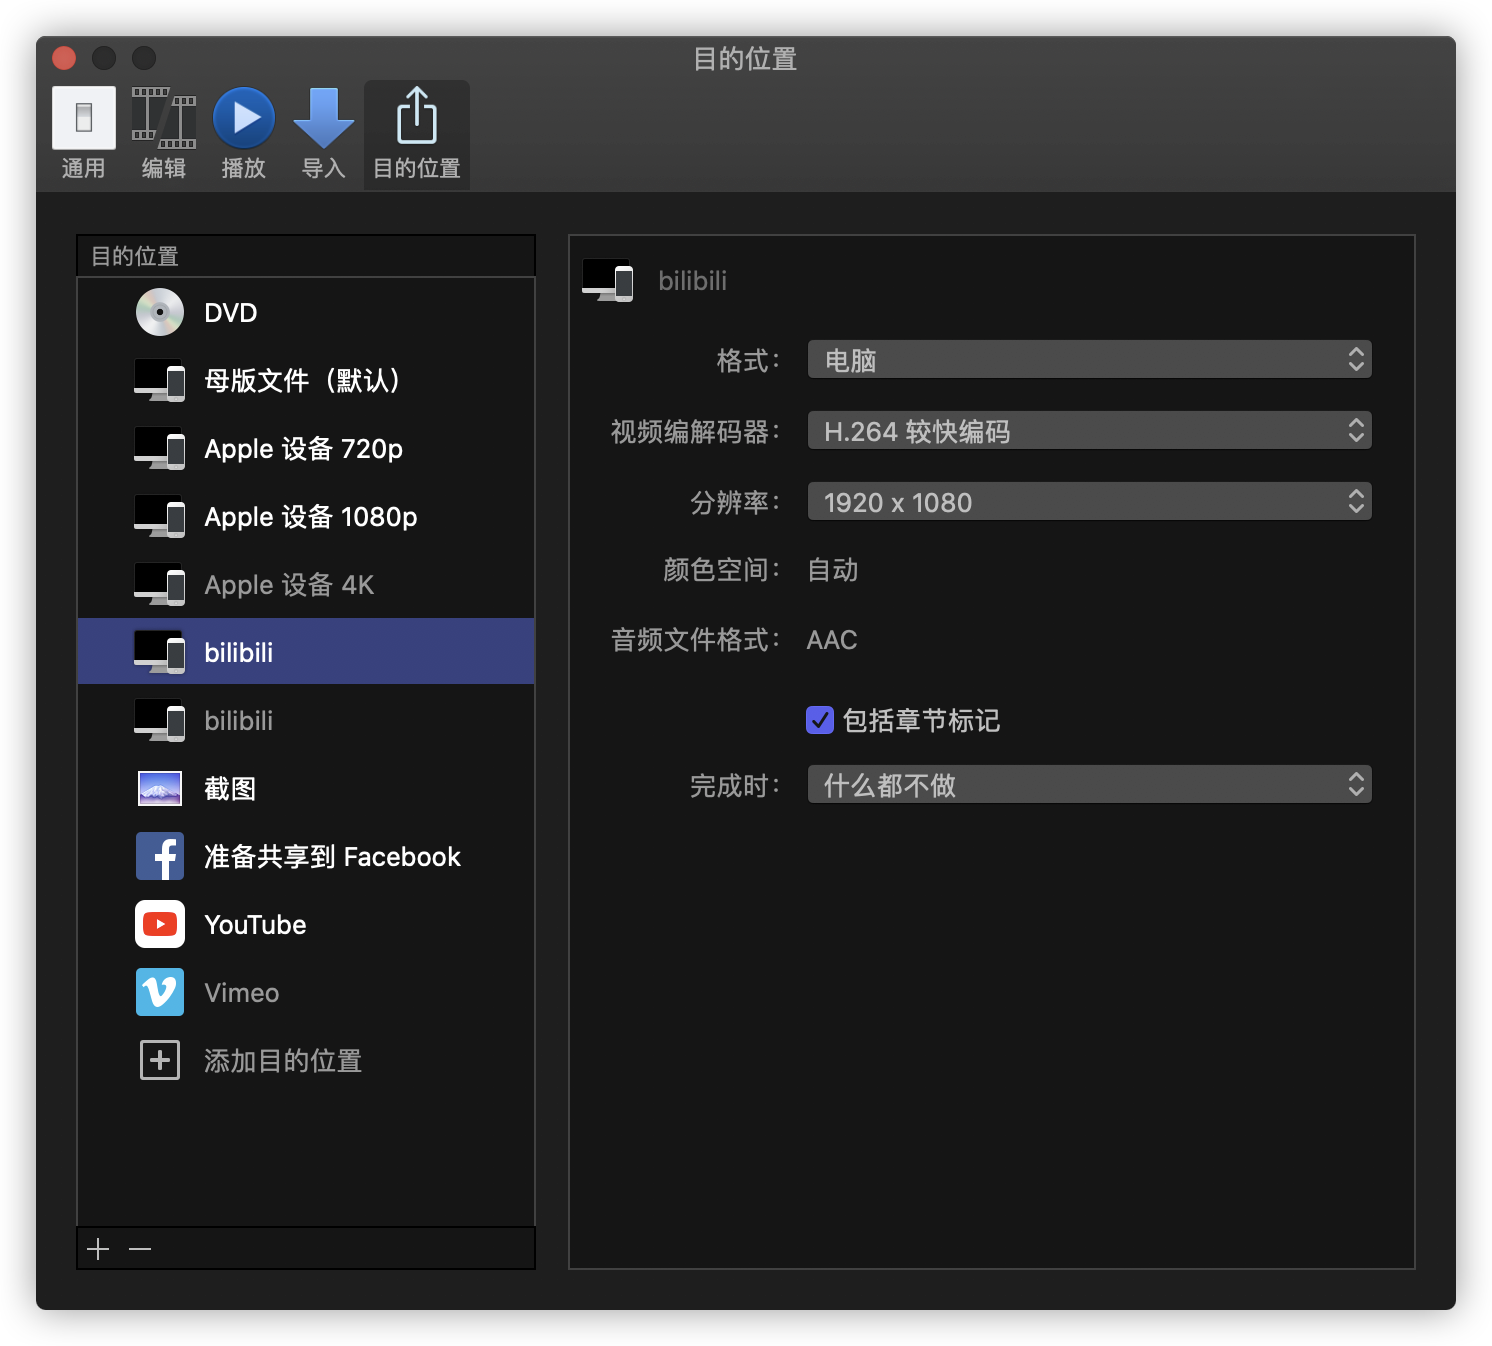 目的位置
通用
编辑
播放
导入
目的位置
目的位置
DVD
母版文件（默认）
Apple 设备 720p
Apple 设备 1080p
Apple 设备 4K
bilibili
bilibili
截图
准备共享到 Facebook
YouTube
Vimeo
添加目的位置
bilibili
格式： 电脑
视频编解码器： H.264 较快编码
分辨率： 1920 x 1080
颜色空间： 自动
音频文件格式： AAC
包括章节标记
完成时： 什么都不做